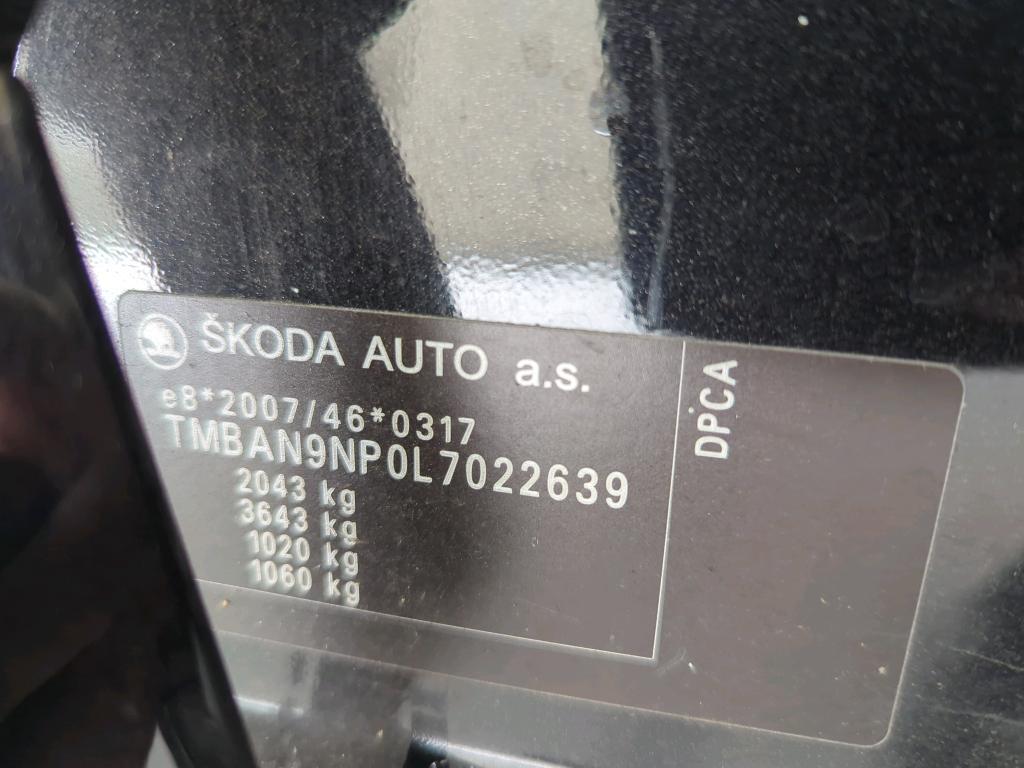 ŠKODA AUTO a.s.
e8*2007/46*0317
TMBAN9NP0L7022639
2043 kg
3643 kg
1020 kg
1060 kg
DPCA